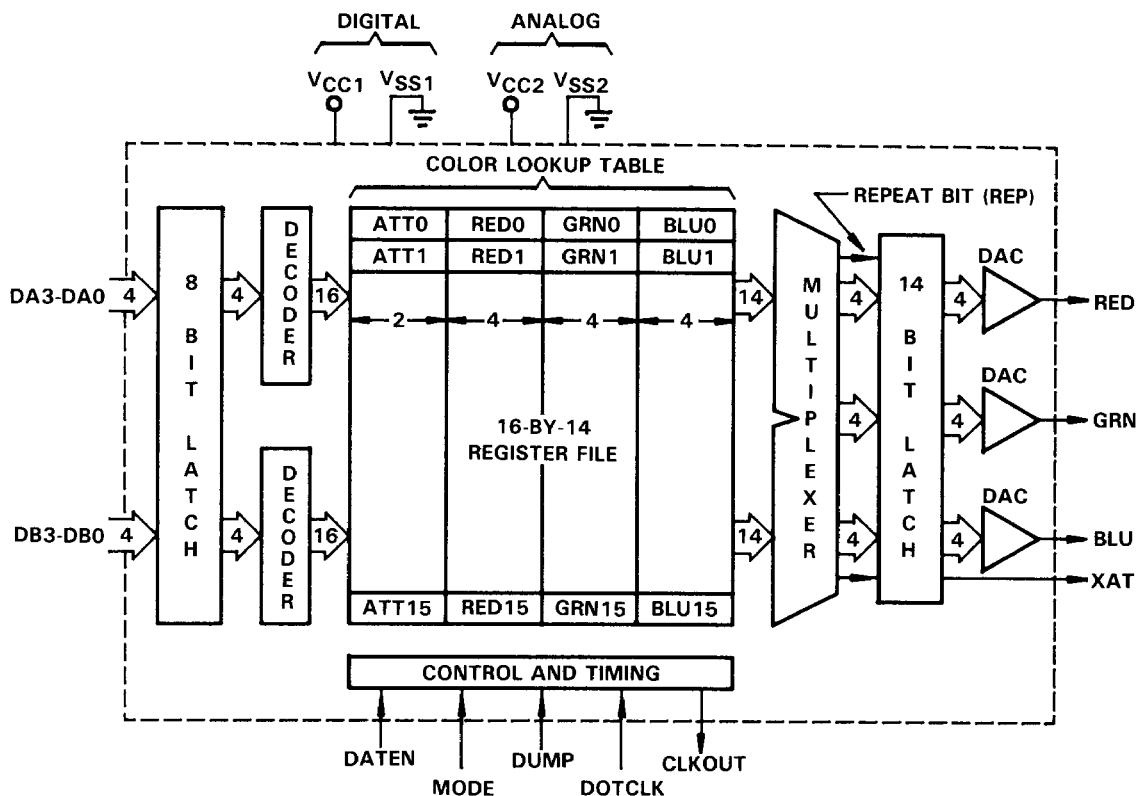 DIGITAL
ANALOG
VCC1
VSS1
VCC2
VSS2
COLOR LOOKUP TABLE
REPEAT BIT (REP)
ATT0 RED0 GRN0 BLU0
ATT1 RED1 GRN1 BLU1
DECODER
8 BIT LATCH
MULTIPLEXER
14 BIT LATCH
DAC
DA3-DA0
4
4
16
14
4
4
RED
2 4 4 4
DAC
16-BY-14
REGISTER FILE
4
4
GRN
DECODER
DAC
DB3-DB0
4
4
16
14
4
4
BLU
XAT
ATT15 RED15 GRN15 BLU15
CONTROL AND TIMING
DATEN
MODE
DUMP
DOTCLK
CLKOUT